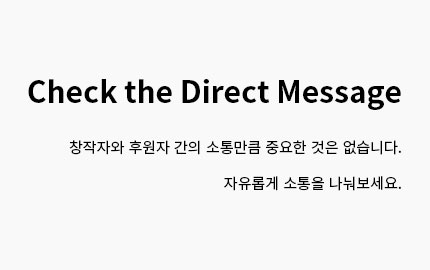 Check the Direct Message
창작자와 후원자 간의 소통만큼 중요한 것은 없습니다.
자유롭게 소통을 나눠보세요.